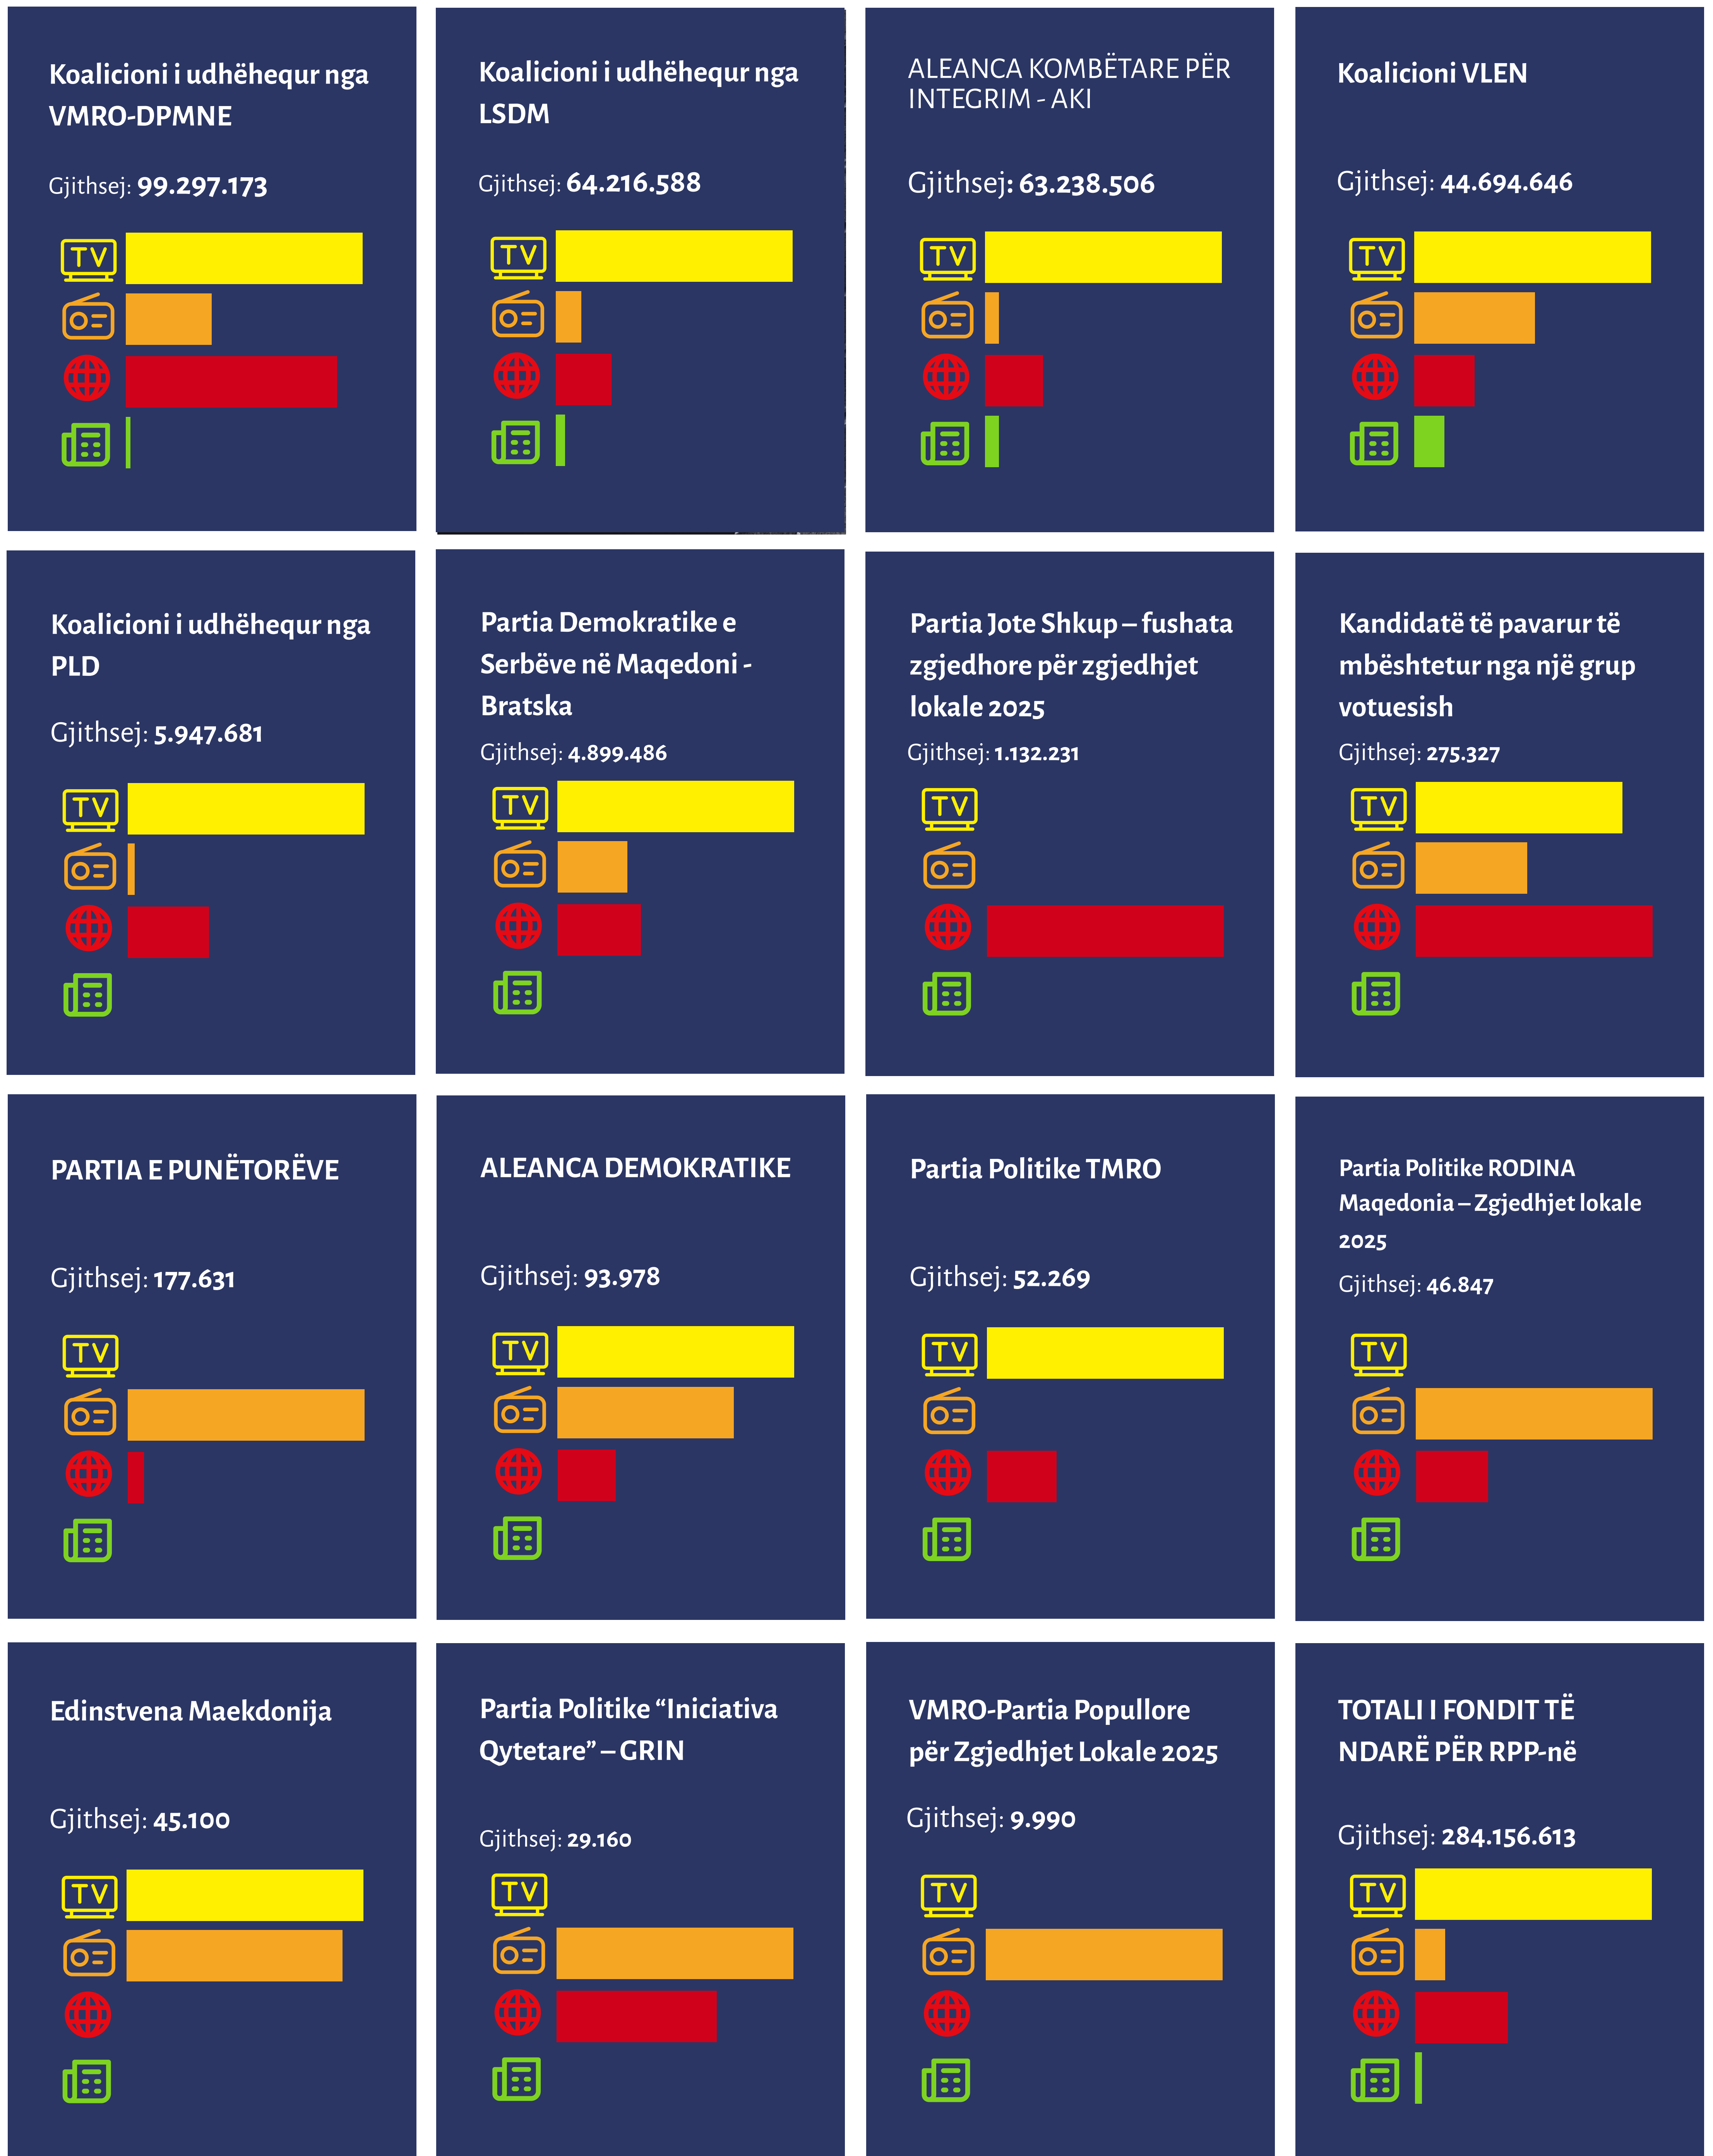 Koalicioni i udhëhequr nga
VMRO-DPMNE
Gjithsej: 99.297.173
TV
Koalicioni i udhëhequr nga
LSDM
Gjithsej: 64.216.588
TV
ALEANCA KOMBËTARE PËR
INTEGRIM - AKI
Gjithsej: 63.238.506
TV
Koalicioni VLEN
Gjithsej: 44.694.646
TV
Koalicioni i udhëhequr nga
PLD
Gjithsej: 5.947.681
TV
Partia Demokratike e
Serbëve në Maqedoni -
Bratska
Gjithsej: 4.899.486
TV
Partia Jote Shkup – fushata
zgjedhore për zgjedhjet
lokale 2025
Gjithsej: 1.132.231
TV
Kandidatë të pavarur të
mbështetur nga një grup
votuesish
Gjithsej: 275.327
TV
PARTIA E PUNËTORËVE
Gjithsej: 177.631
TV
ALEANCA DEMOKRATIKE
Gjithsej: 93.978
TV
Partia Politike TMRO
Gjithsej: 52.269
TV
Partia Politike RODINA
Maqedonia – Zgjedhjet lokale
2025
Gjithsej: 46.847
TV
Edinstvena Maekdonija
Gjithsej: 45.100
TV
Partia Politike “Iniciativa
Qytetare” – GRIN
Gjithsej: 29.160
TV
VMRO-Partia Popullore
për Zgjedhjet Lokale 2025
Gjithsej: 9.990
TV
TOTALI I FONDIT TË
NDARË PËR RPP-në
Gjithsej: 284.156.613
TV